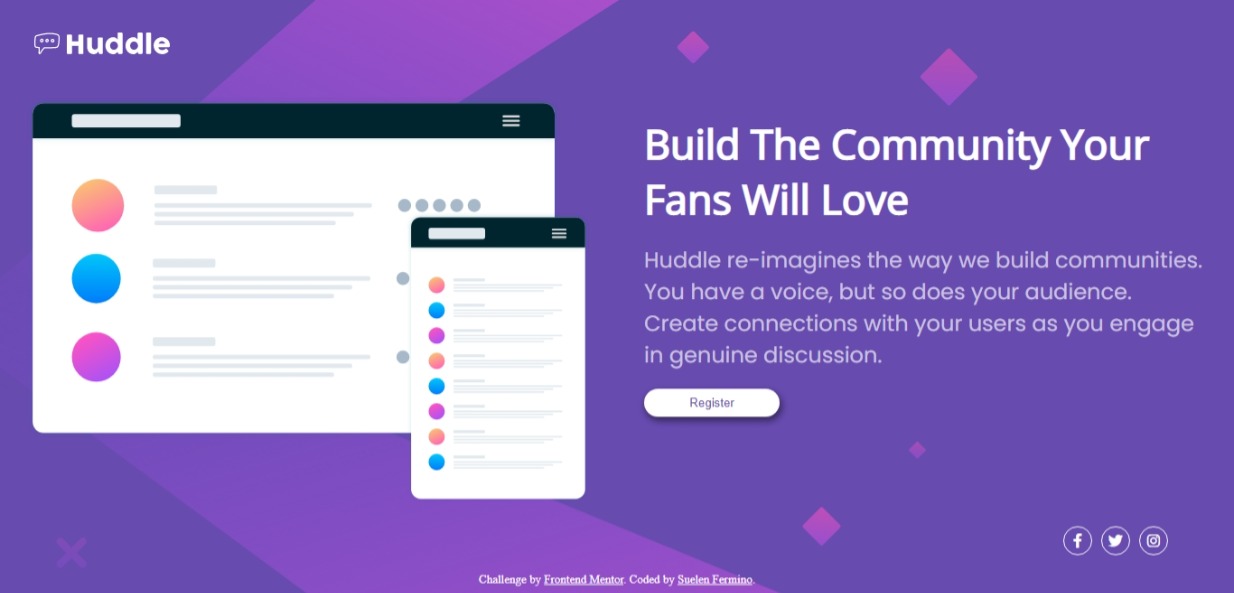 Huddle
Build The Community Your
Fans Will Love
Huddle re-imagines the way we build communities.
You have a voice, but so does your audience.
Create connections with your users as you engage
in genuine discussion.
Register
Challenge by Frontend Mentor. Coded by Suelen Fermino.